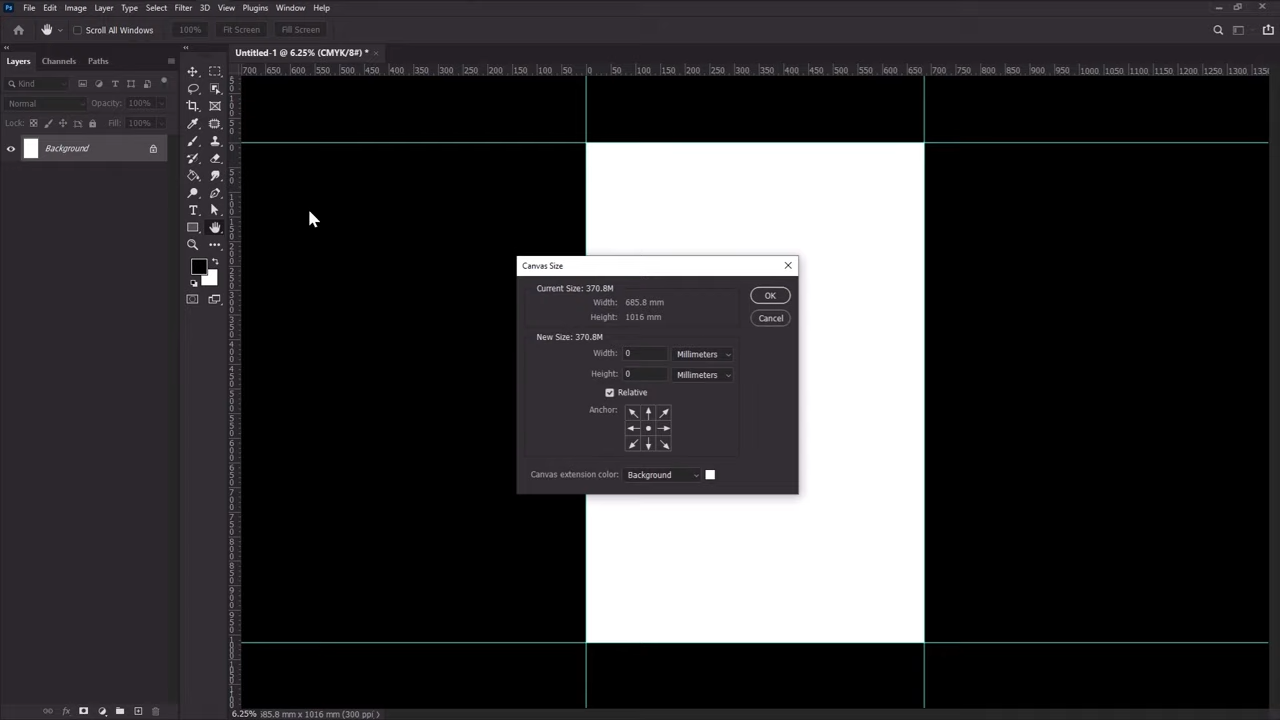 Ps File Edit Image Layer Type Select Filter 3D View Plugins Window Help
Scroll All Windows 100% Fit Screen Fill Screen
Untitled-1 @ 6.25% (CMYK/8#) *
Layers Channels Paths
700 650 600 550 500 450 400 350 300 250 200 150 100 50 0 50 100 150 200 250 300 350 400 450 500 550 600 650 700 750 800 850 900 950 1000 1050 1100 1150 1200 1250 1300 1350
Kind
Normal Opacity: 100%
Lock: Fill: 100%
Background
Canvas Size
Current Size: 370.8M
Width: 685.8 mm
Height: 1016 mm
OK
Cancel
New Size: 370.8M
Width: 0 Millimeters
Height: 0 Millimeters
Relative
Anchor:
Canvas extension color: Background
fx
6.25% 685.8 mm x 1016 mm (300 ppi)